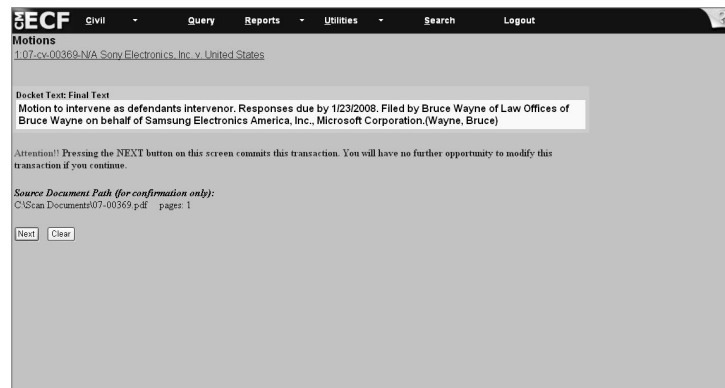 CM ECF Civil Query Reports Utilities Search Logout
Motions
1:07-cv-00369-N/A Sony Electronics, Inc. v. United States
Docket Text: Final Text
Motion to intervene as defendants intervenor. Responses due by 1/23/2008. Filed by Bruce Wayne of Law Offices of
Bruce Wayne on behalf of Samsung Electronics America, Inc., Microsoft Corporation.(Wayne, Bruce)
Attention!! Pressing the NEXT button on this screen commits this transaction. You will have no further opportunity to modify this
transaction if you continue.
Source Document Path (for confirmation only):
C:\Scan Documents\07-00369.pdf pages: 1
Next Clear